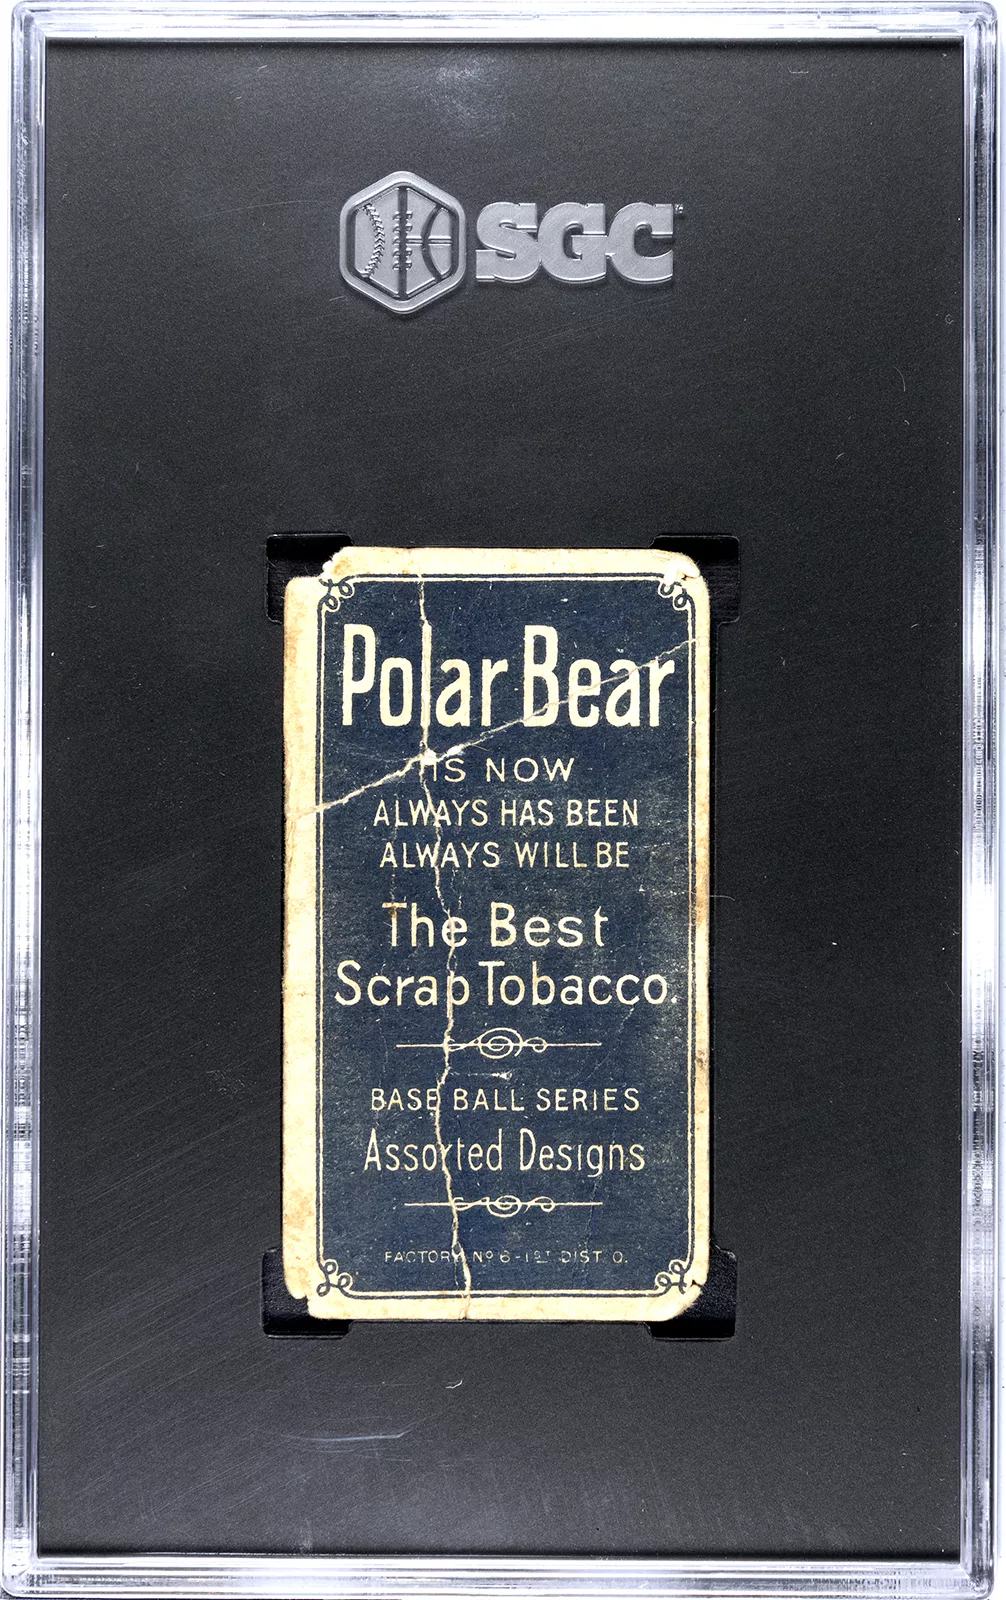 SGC
Polar Bear
IS NOW
ALWAYS HAS BEEN
ALWAYS WILL BE
The Best
Scrap Tobacco.
BASE BALL SERIES
Assorted Designs
FACTORY Nº 6 - 1ST DIST. O.